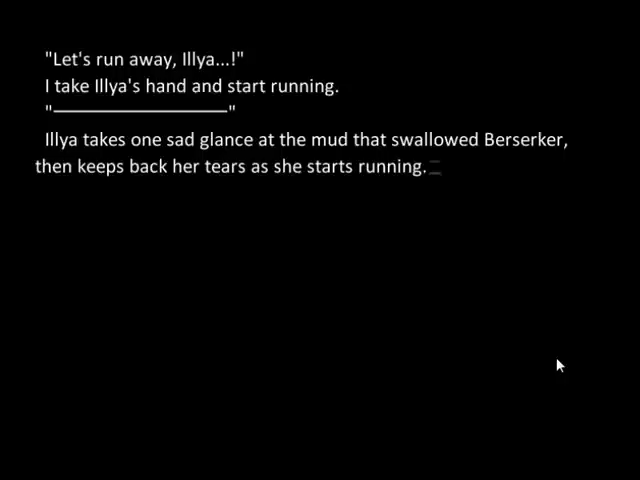 "Let's run away, Illya...!"
I take Illya's hand and start running.
"―――――――――"
Illya takes one sad glance at the mud that swallowed Berserker,
then keeps back her tears as she starts running.